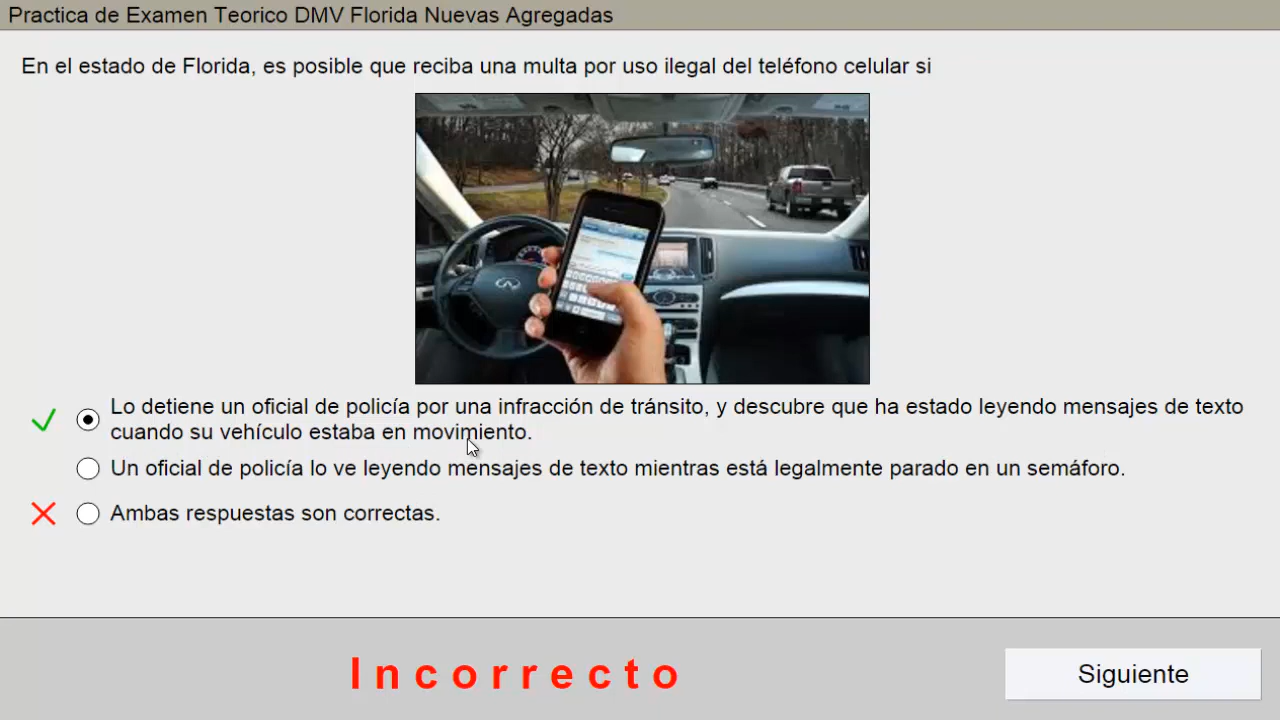 Practica de Examen Teorico DMV Florida Nuevas Agregadas
En el estado de Florida, es posible que reciba una multa por uso ilegal del teléfono celular si
Lo detiene un oficial de policía por una infracción de tránsito, y descubre que ha estado leyendo mensajes de texto
cuando su vehículo estaba en movimiento.
Un oficial de policía lo ve leyendo mensajes de texto mientras está legalmente parado en un semáforo.
Ambas respuestas son correctas.
Incorrecto
Siguiente